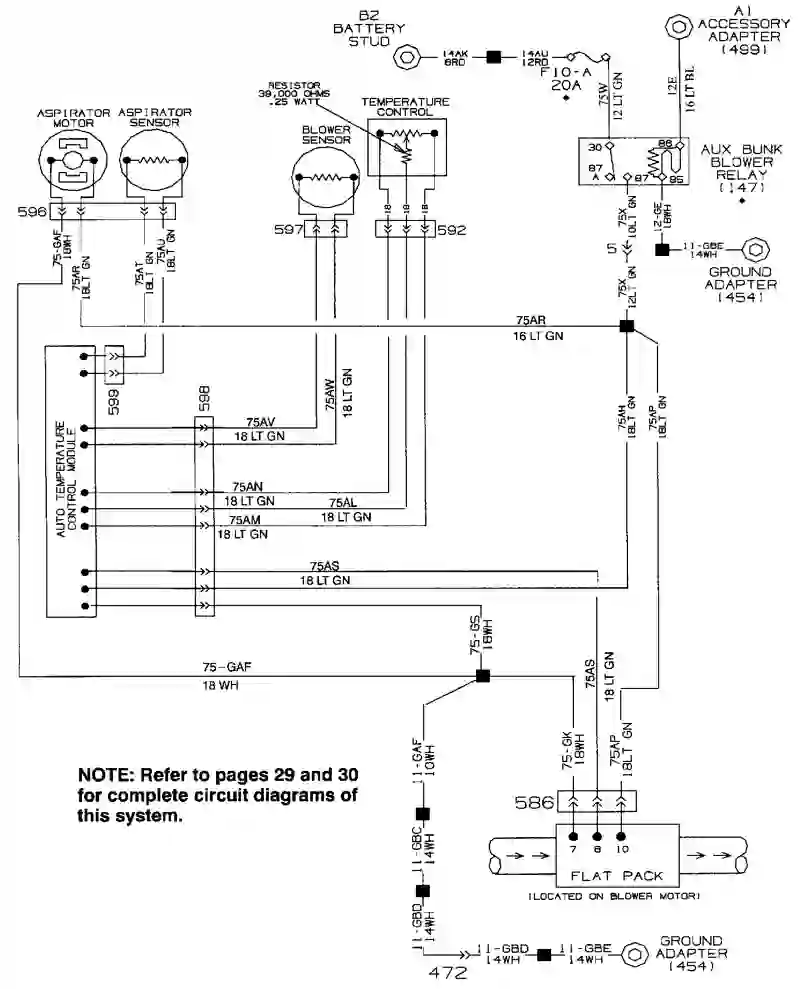 B2
BATTERY
STUD
A1
ACCESSORY
ADAPTER
(499)
14AK
8RD
14AU
12RD
F10-A
20A
75W
12 LT GN
12E
16 LT BL
RESISTOR
39,000 OHMS
.25 WATT
TEMPERATURE
CONTROL
ASPIRATOR
MOTOR
ASPIRATOR
SENSOR
BLOWER
SENSOR
30
86
87
A
87
85
AUX BUNK
BLOWER
RELAY
(147)
596
597
18
18
18
592
75-GAF
18WH
75AR
18LT GN
75AT
18LT GN
75AU
18LT GN
75X
10LT GN
12-GE
18WH
5
11-GBE
14WH
GROUND
ADAPTER
(454)
75X
12LT GN
75AR
16 LT GN
599
598
75AW
18 LT GN
75AH
18LT GN
75AP
18LT GN
AUTO TEMPERATURE
CONTROL MODULE
75AV
18 LT GN
75AN
18 LT GN
75AL
18 LT GN
75AM
18 LT GN
75AS
18 LT GN
75-GS
18WH
75AS
18 LT GN
75-GAF
18 WH
75-GK
18WH
75AP
18LT GN
11-GAF
10WH
NOTE: Refer to pages 29 and 30
for complete circuit diagrams of
this system.
586
7
8
10
FLAT PACK
(LOCATED ON BLOWER MOTOR)
11-GBC
14WH
11-GBD
14WH
472
11-GBD
14WH
11-GBE
14WH
GROUND
ADAPTER
(454)